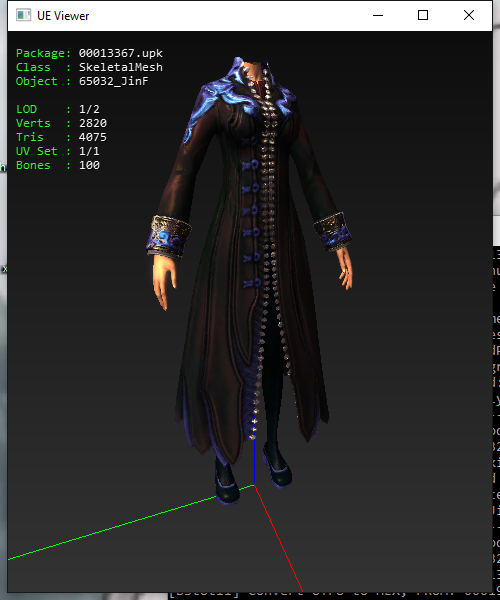 UE Viewer
Package: 00013367.upk
Class : SkeletalMesh
Object : 65032_JinF
LOD : 1/2
Verts : 2820
Tris : 4075
UV Set : 1/1
Bones : 100